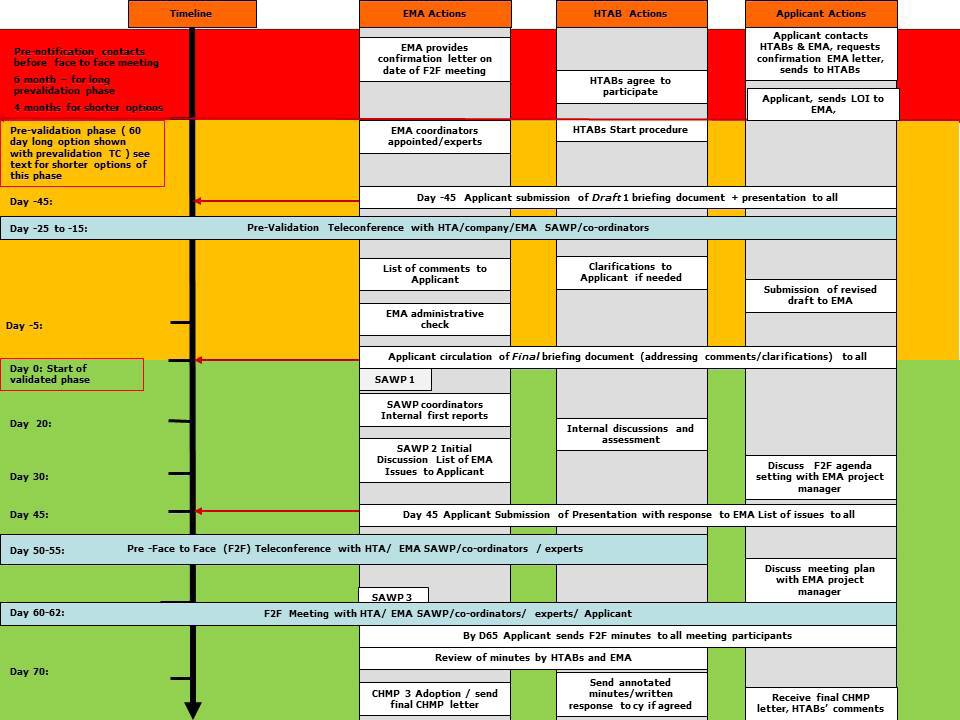 Timeline
EMA Actions
HTAB Actions
Applicant Actions
Pre-notification contacts
before face to face meeting
6 month – for long
prevalidation phase
4 months for shorter options
EMA provides
confirmation letter on
date of F2F meeting
HTABs agree to
participate
Applicant contacts
HTABs & EMA, requests
confirmation EMA letter,
sends to HTABs
Applicant, sends LOI to
EMA,
Pre-validation phase ( 60
day long option shown
with prevalidation TC ) see
text for shorter options of
this phase
EMA coordinators
appointed/experts
HTABs Start procedure
Day -45:
Day -45 Applicant submission of Draft 1 briefing document + presentation to all
Day -25 to -15:
Pre-Validation Teleconference with HTA/company/EMA SAWP/co-ordinators
List of comments to
Applicant
Clarifications to
Applicant if needed
Submission of revised
draft to EMA
EMA administrative
check
Day -5:
Applicant circulation of Final briefing document (addressing comments/clarifications) to all
Day 0: Start of
validated phase
SAWP 1
SAWP coordinators
Internal first reports
Day 20:
Internal discussions and
assessment
SAWP 2 Initial
Discussion List of EMA
Issues to Applicant
Day 30:
Discuss F2F agenda
setting with EMA project
manager
Day 45:
Day 45 Applicant Submission of Presentation with response to EMA List of issues to all
Day 50-55:
Pre -Face to Face (F2F) Teleconference with HTA/ EMA SAWP/co-ordinators / experts
Discuss meeting plan
with EMA project
manager
SAWP 3
Day 60-62:
F2F Meeting with HTA/ EMA SAWP/co-ordinators/ experts/ Applicant
By D65 Applicant sends F2F minutes to all meeting participants
Review of minutes by HTABs and EMA
Day 70:
CHMP 3 Adoption / send
final CHMP letter
Send annotated
minutes/written
response to cy if agreed
Receive final CHMP
letter, HTABs’ comments